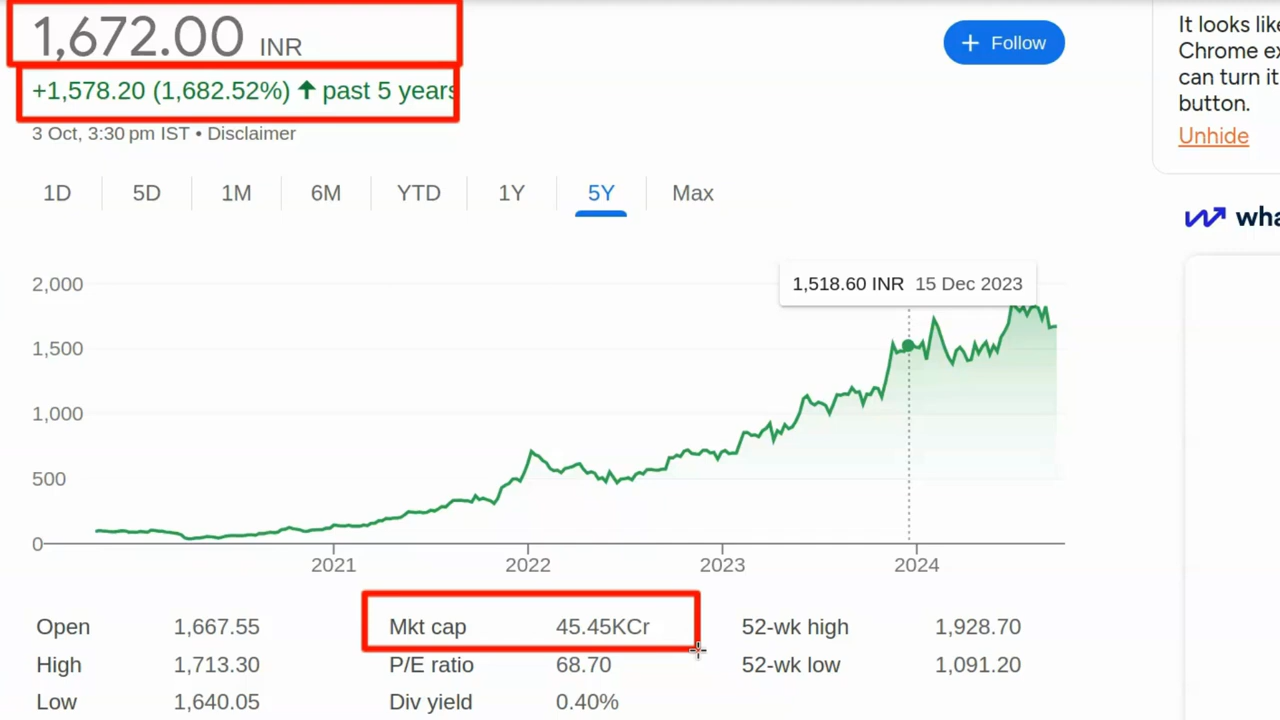 1,672.00 INR
+ Follow
+1,578.20 (1,682.52%) ↑ past 5 years
3 Oct, 3:30 pm IST • Disclaimer
1D 5D 1M 6M YTD 1Y 5Y Max
1,518.60 INR 15 Dec 2023
2,000
1,500
1,000
500
0
2021 2022 2023 2024
Open 1,667.55 Mkt cap 45.45KCr 52-wk high 1,928.70
High 1,713.30 P/E ratio 68.70 52-wk low 1,091.20
Low 1,640.05 Div yield 0.40%
It looks like
Chrome ex
can turn it
button.
Unhide
wha